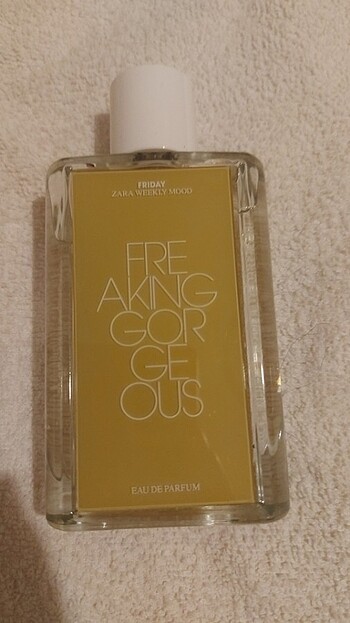 FRIDAY
ZARA WEEKLY MOOD
FRE
AKING
GOR
GE
OUS
EAU DE PARFUM